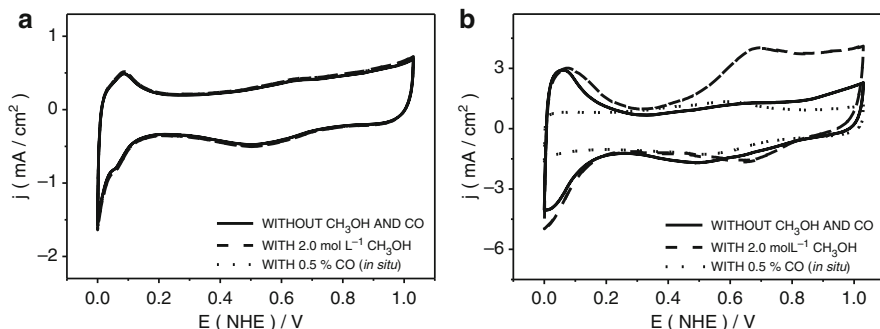 a
j ( mA / cm²)
1
0
−1
−2
WITHOUT CH₃OH AND CO
WITH 2.0 mol L⁻¹ CH₃OH
WITH 0.5 % CO (in situ)
0.0 0.2 0.4 0.6 0.8 1.0
E ( NHE ) / V
b
j ( mA / cm²)
3
0
−3
−6
WITHOUT CH₃OH AND CO
WITH 2.0 molL⁻¹ CH₃OH
WITH 0.5 % CO (in situ)
0.0 0.2 0.4 0.6 0.8 1.0
E ( NHE ) / V